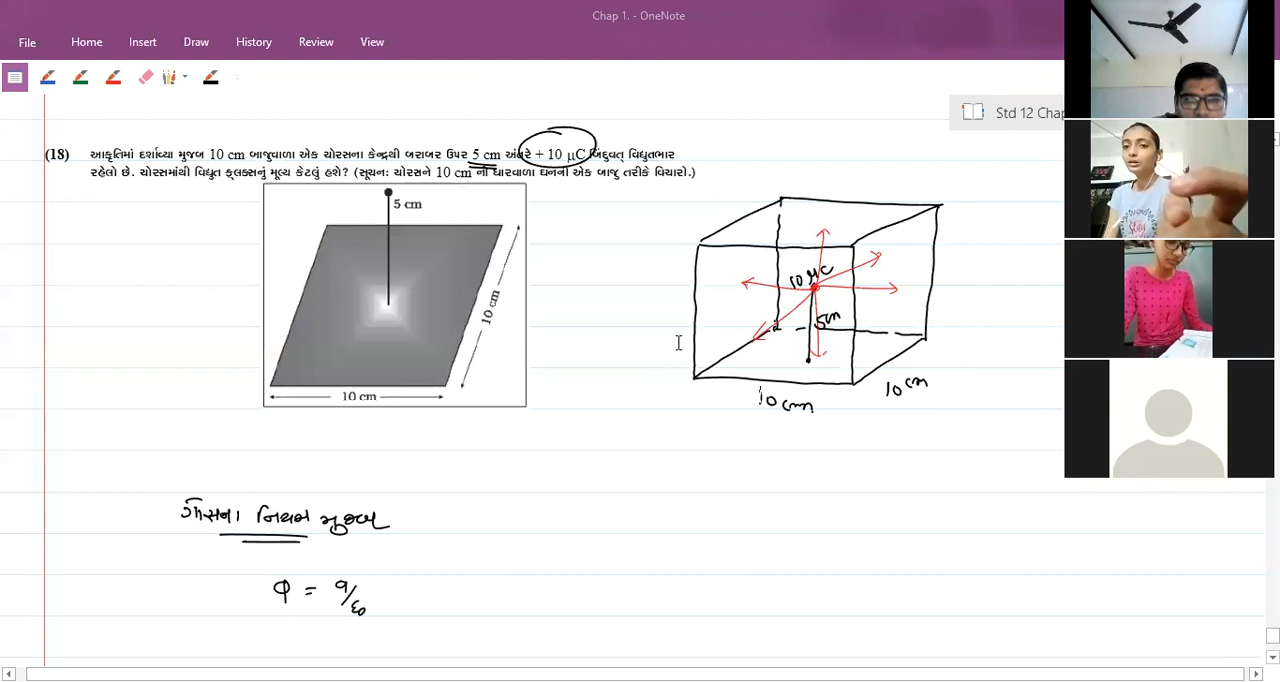 Chap 1. - OneNote
File Home Insert Draw History Review View
Std 12 Chap
(18) આકૃતિમાં દર્શાવ્યા મુજબ 10 cm બાજુવાળા એક ચોરસના કેન્દ્રથી બરાબર ઉપર 5 cm અંતરે + 10 μC બિંદુવત્ વિદ્યુતભાર
રહેલો છે. ચોરસમાંથી વિદ્યુત ફ્લક્સનું મૂલ્ય કેટલું હશે? (સૂચન: ચોરસને 10 cm ની ધારવાળા ઘનની એક બાજુ તરીકે વિચારો.)
5 cm
10 cm
10 cm
10 μC
5cm
10 cm
10 cm
ગૉસના નિયમ મુજબ
Φ = q/ε0